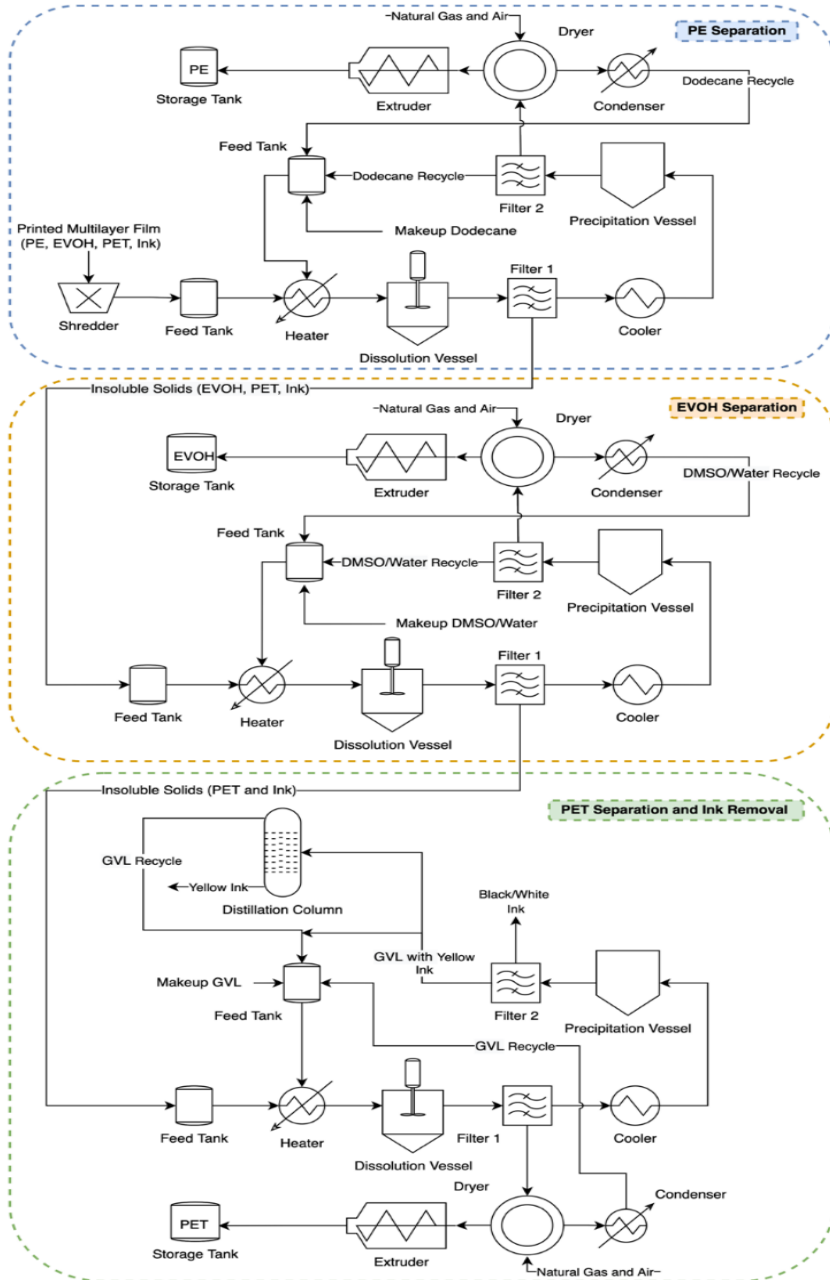 Natural Gas and Air
Dryer
PE Separation
PE
Storage Tank
Extruder
Condenser
Dodecane Recycle
Feed Tank
Dodecane Recycle
Filter 2
Precipitation Vessel
Makeup Dodecane
Printed Multilayer Film
(PE, EVOH, PET, Ink)
Shredder
Feed Tank
Heater
Dissolution Vessel
Filter 1
Cooler
Insoluble Solids (EVOH, PET, Ink)
Natural Gas and Air
Dryer
EVOH Separation
EVOH
Storage Tank
Extruder
Condenser
DMSO/Water Recycle
Feed Tank
DMSO/Water Recycle
Filter 2
Precipitation Vessel
Makeup DMSO/Water
Feed Tank
Heater
Dissolution Vessel
Filter 1
Cooler
Insoluble Solids (PET and Ink)
PET Separation and Ink Removal
GVL Recycle
Yellow Ink
Distillation Column
Black/White
Ink
GVL with Yellow
Ink
Makeup GVL
Feed Tank
Filter 2
Precipitation Vessel
GVL Recycle
Feed Tank
Heater
Dissolution Vessel
Filter 1
Cooler
Dryer
Condenser
PET
Storage Tank
Extruder
Natural Gas and Air